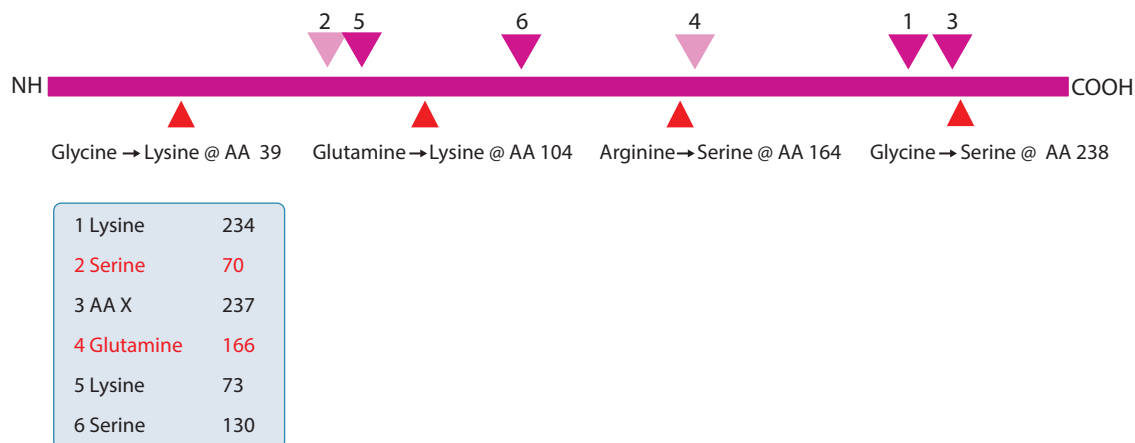 2 5 6 4 1 3
NH COOH
Glycine → Lysine @ AA 39 Glutamine → Lysine @ AA 104 Arginine → Serine @ AA 164 Glycine → Serine @ AA 238
1 Lysine 234
2 Serine 70
3 AA X 237
4 Glutamine 166
5 Lysine 73
6 Serine 130